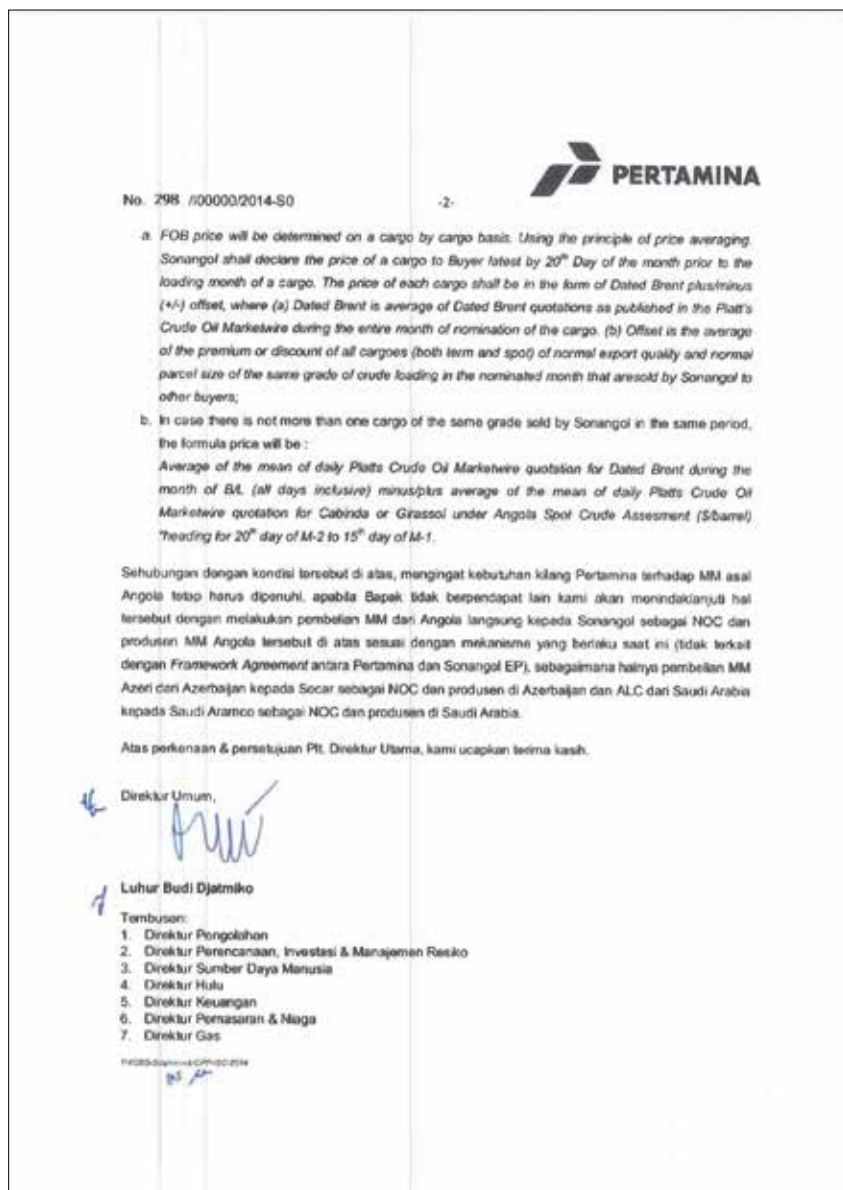 PERTAMINA
No. 298 /I00000/2014-S0
-2-
a. FOB price will be determined on a cargo by cargo basis. Using the principle of price averaging.
Sonangol shall declare the price of a cargo to Buyer latest by 20th Day of the month prior to the
loading month of a cargo. The price of each cargo shall be in the form of Dated Brent plus/minus
(+/-) offset, where (a) Dated Brent is average of Dated Brent quotations as published in the Platt's
Crude Oil Marketwire during the entire month of nomination of the cargo. (b) Offset is the average
of the premium or discount of all cargoes (both term and spot) of normal export quality and normal
parcel size of the same grade of crude loading in the nominated month that aresold by Sonangol to
other buyers;
b. In case there is not more than one cargo of the same grade sold by Sonangol in the same period,
the formula price will be :
Average of the mean of daily Platts Crude Oil Marketwire quotation for Dated Brent during the
month of B/L (all days inclusive) minus/plus average of the mean of daily Platts Crude Oil
Marketwire quotation for Cabinda or Girassol under Angola Spot Crude Assesment ($/barrel)
"heading for 20th day of M-2 to 15th day of M-1.
Sehubungan dengan kondisi tersebut di atas, mengingat kebutuhan kilang Pertamina terhadap MM asal
Angola tetap harus dipenuhi, apabila Bapak tidak berpendapat lain kami akan menindaklanjuti hal
tersebut dengan melakukan pembelian MM dari Angola langsung kepada Sonangol sebagai NOC dan
produsen MM Angola tersebut di atas sesuai dengan mekanisme yang berlaku saat ini (tidak terkait
dengan Framework Agreement antara Pertamina dan Sonangol EP), sebagaimana halnya pembelian MM
Azeri dari Azerbaijan kepada Socar sebagai NOC dan produsen di Azerbaijan dan ALC dari Saudi Arabia
kepada Saudi Aramco sebagai NOC dan produsen di Saudi Arabia.
Atas perkenaan & persetujuan Plt. Direktur Utama, kami ucapkan terima kasih.
Direktur Umum,
Luhur Budi Djatmiko
Tembusan:
1. Direktur Pengolahan
2. Direktur Perencanaan, Investasi & Manajemen Resiko
3. Direktur Sumber Daya Manusia
4. Direktur Hulu
5. Direktur Keuangan
6. Direktur Pemasaran & Niaga
7. Direktur Gas